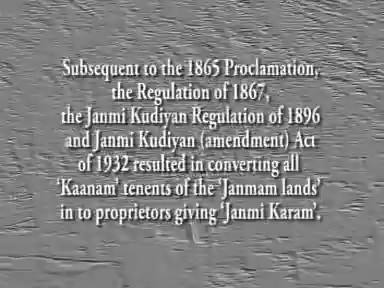 Subsequent to the 1865 Proclamation,
the Regulation of 1867,
the Janmi Kudiyan Regulation of 1896
and Janmi Kudiyan (amendment) Act
of 1932 resulted in converting all
‘Kaanam’ tenents of the ‘Janmam lands’
in to proprietors giving ‘Janmi Karam’.